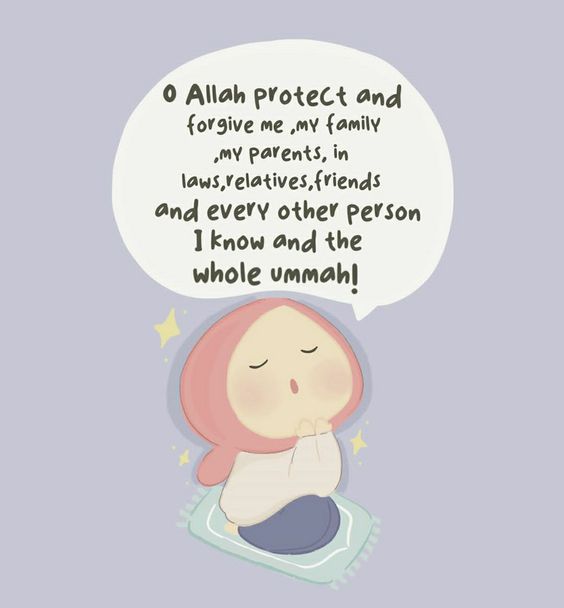 O Allah protect and
forgive me ,my family
,my parents, in
laws,relatives,friends
and every other person
I know and the
whole ummah!